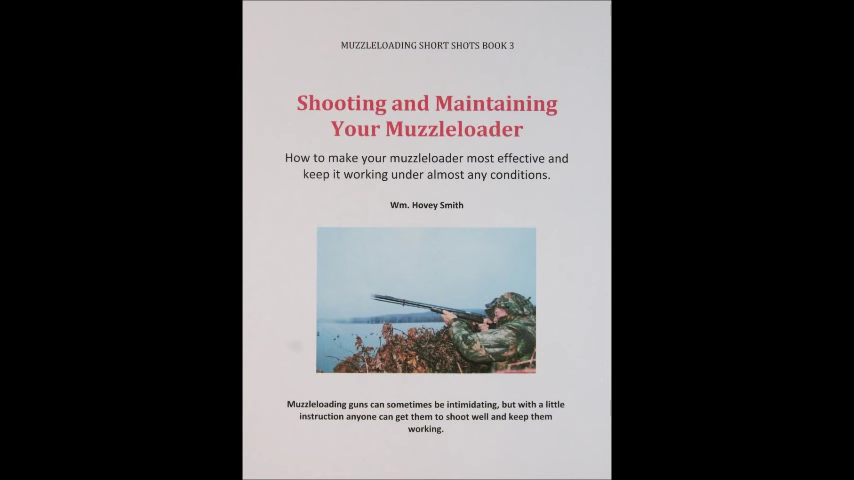 MUZZLELOADING SHORT SHOTS BOOK 3
Shooting and Maintaining
Your Muzzleloader
How to make your muzzleloader most effective and
keep it working under almost any conditions.
Wm. Hovey Smith
Muzzleloading guns can sometimes be intimidating, but with a little
instruction anyone can get them to shoot well and keep them
working.